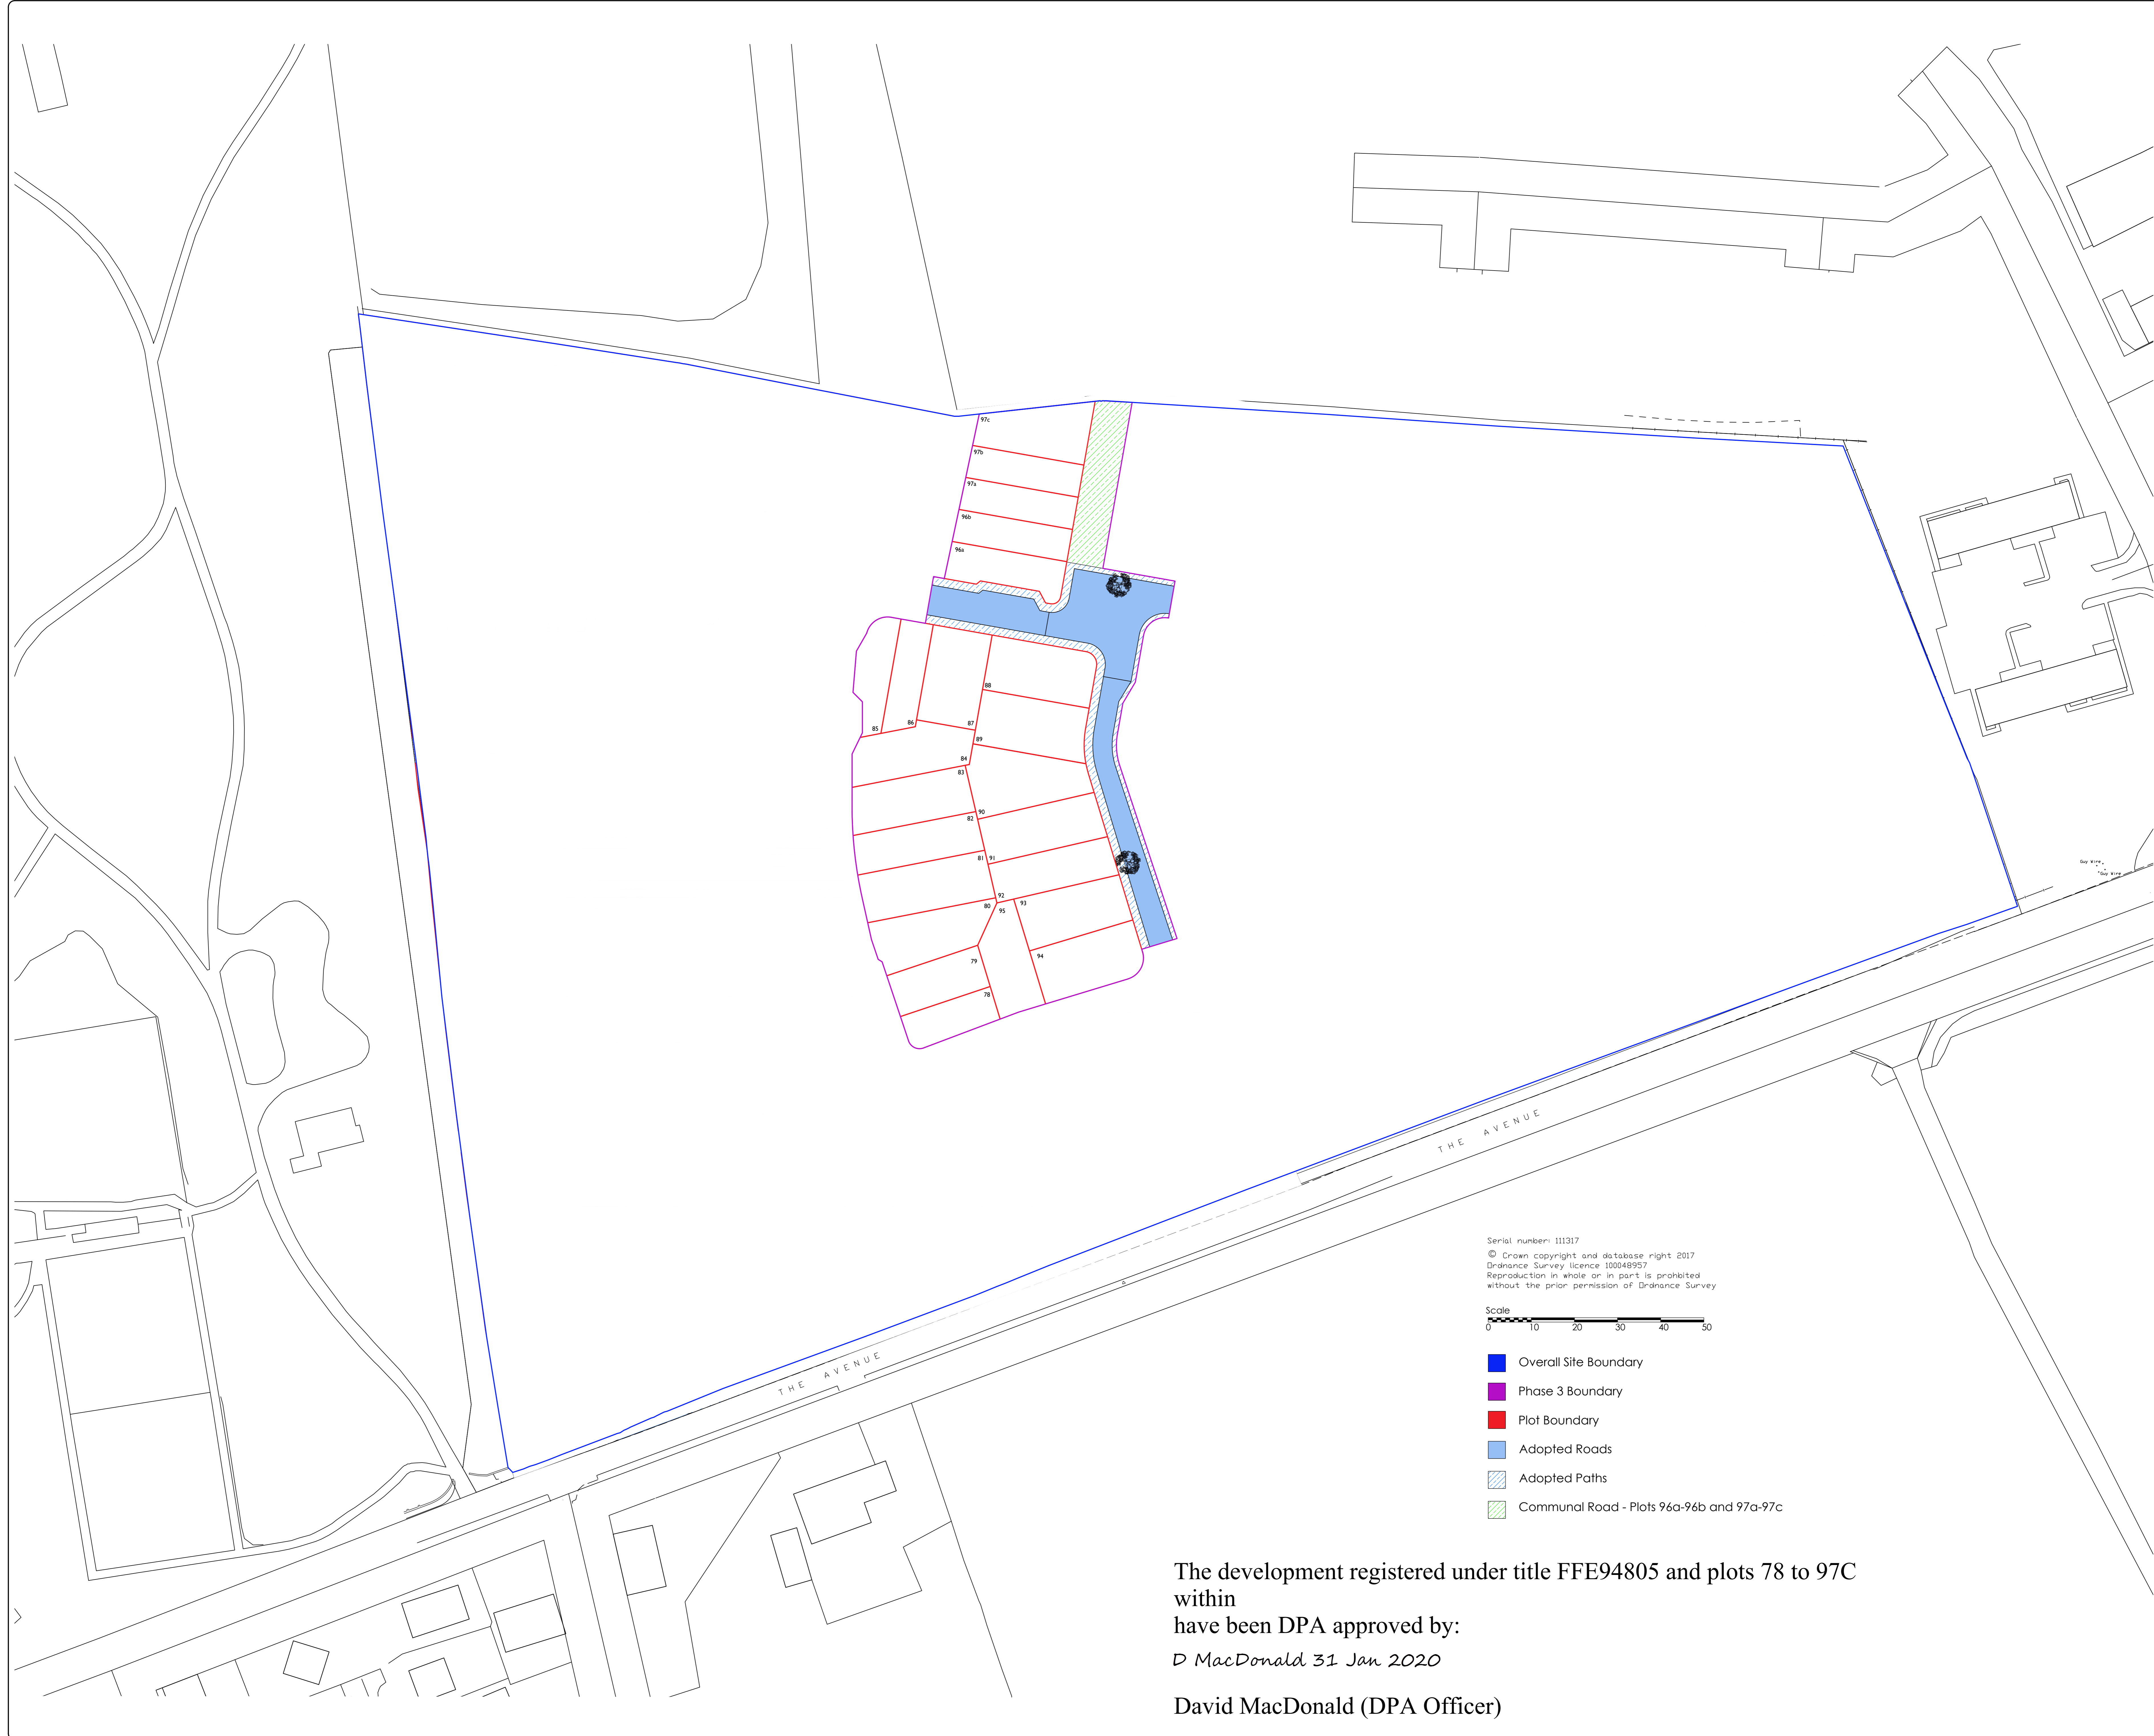 97c
97b
97a
96b
96a
88
85
86
87
89
84
83
90
82
81
91
92
80
95
93
79
94
78
Guy Wire
Guy Wire
THE AVENUE
THE AVENUE
Serial number: 111317
© Crown copyright and database right 2017
Ordnance Survey licence 100048957
Reproduction in whole or in part is prohibited
without the prior permission of Ordnance Survey
Scale
0 10 20 30 40 50
Overall Site Boundary
Phase 3 Boundary
Plot Boundary
Adopted Roads
Adopted Paths
Communal Road - Plots 96a-96b and 97a-97c
The development registered under title FFE94805 and plots 78 to 97C
within
have been DPA approved by:
D MacDonald 31 Jan 2020
David MacDonald (DPA Officer)